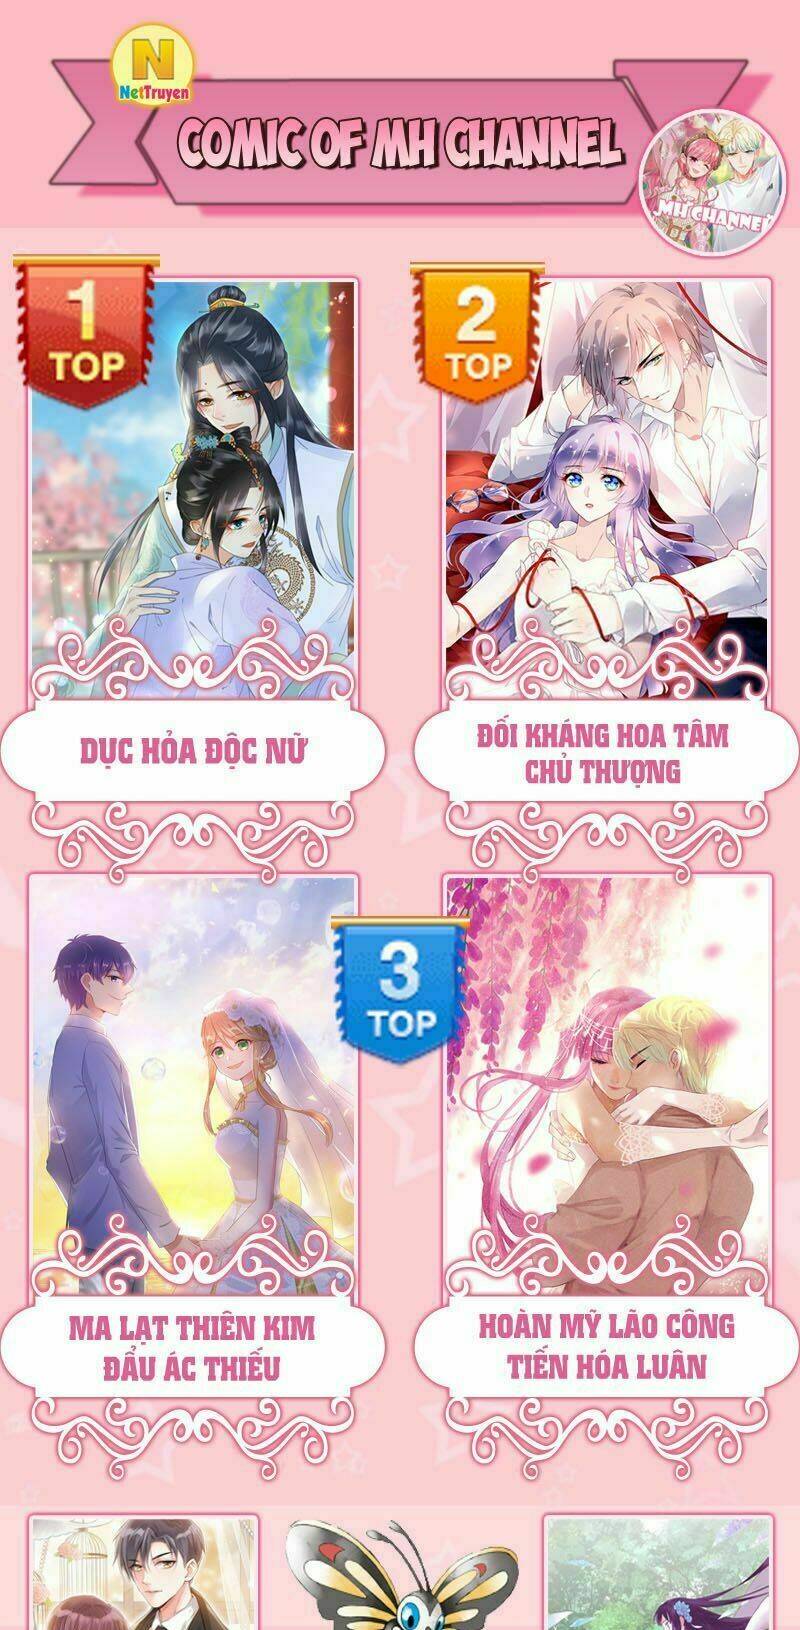 N
NetTruyen
COMIC OF MH CHANNEL
MH CHANNEL
1
TOP
2
TOP
DỤC HỎA ĐỘC NỮ
ĐỐI KHÁNG HOA TÂM
CHỦ THƯỢNG
3
TOP
MA LẠT THIÊN KIM
ĐẨU ÁC THIẾU
HOÀN MỸ LÃO CÔNG
TIẾN HÓA LUÂN